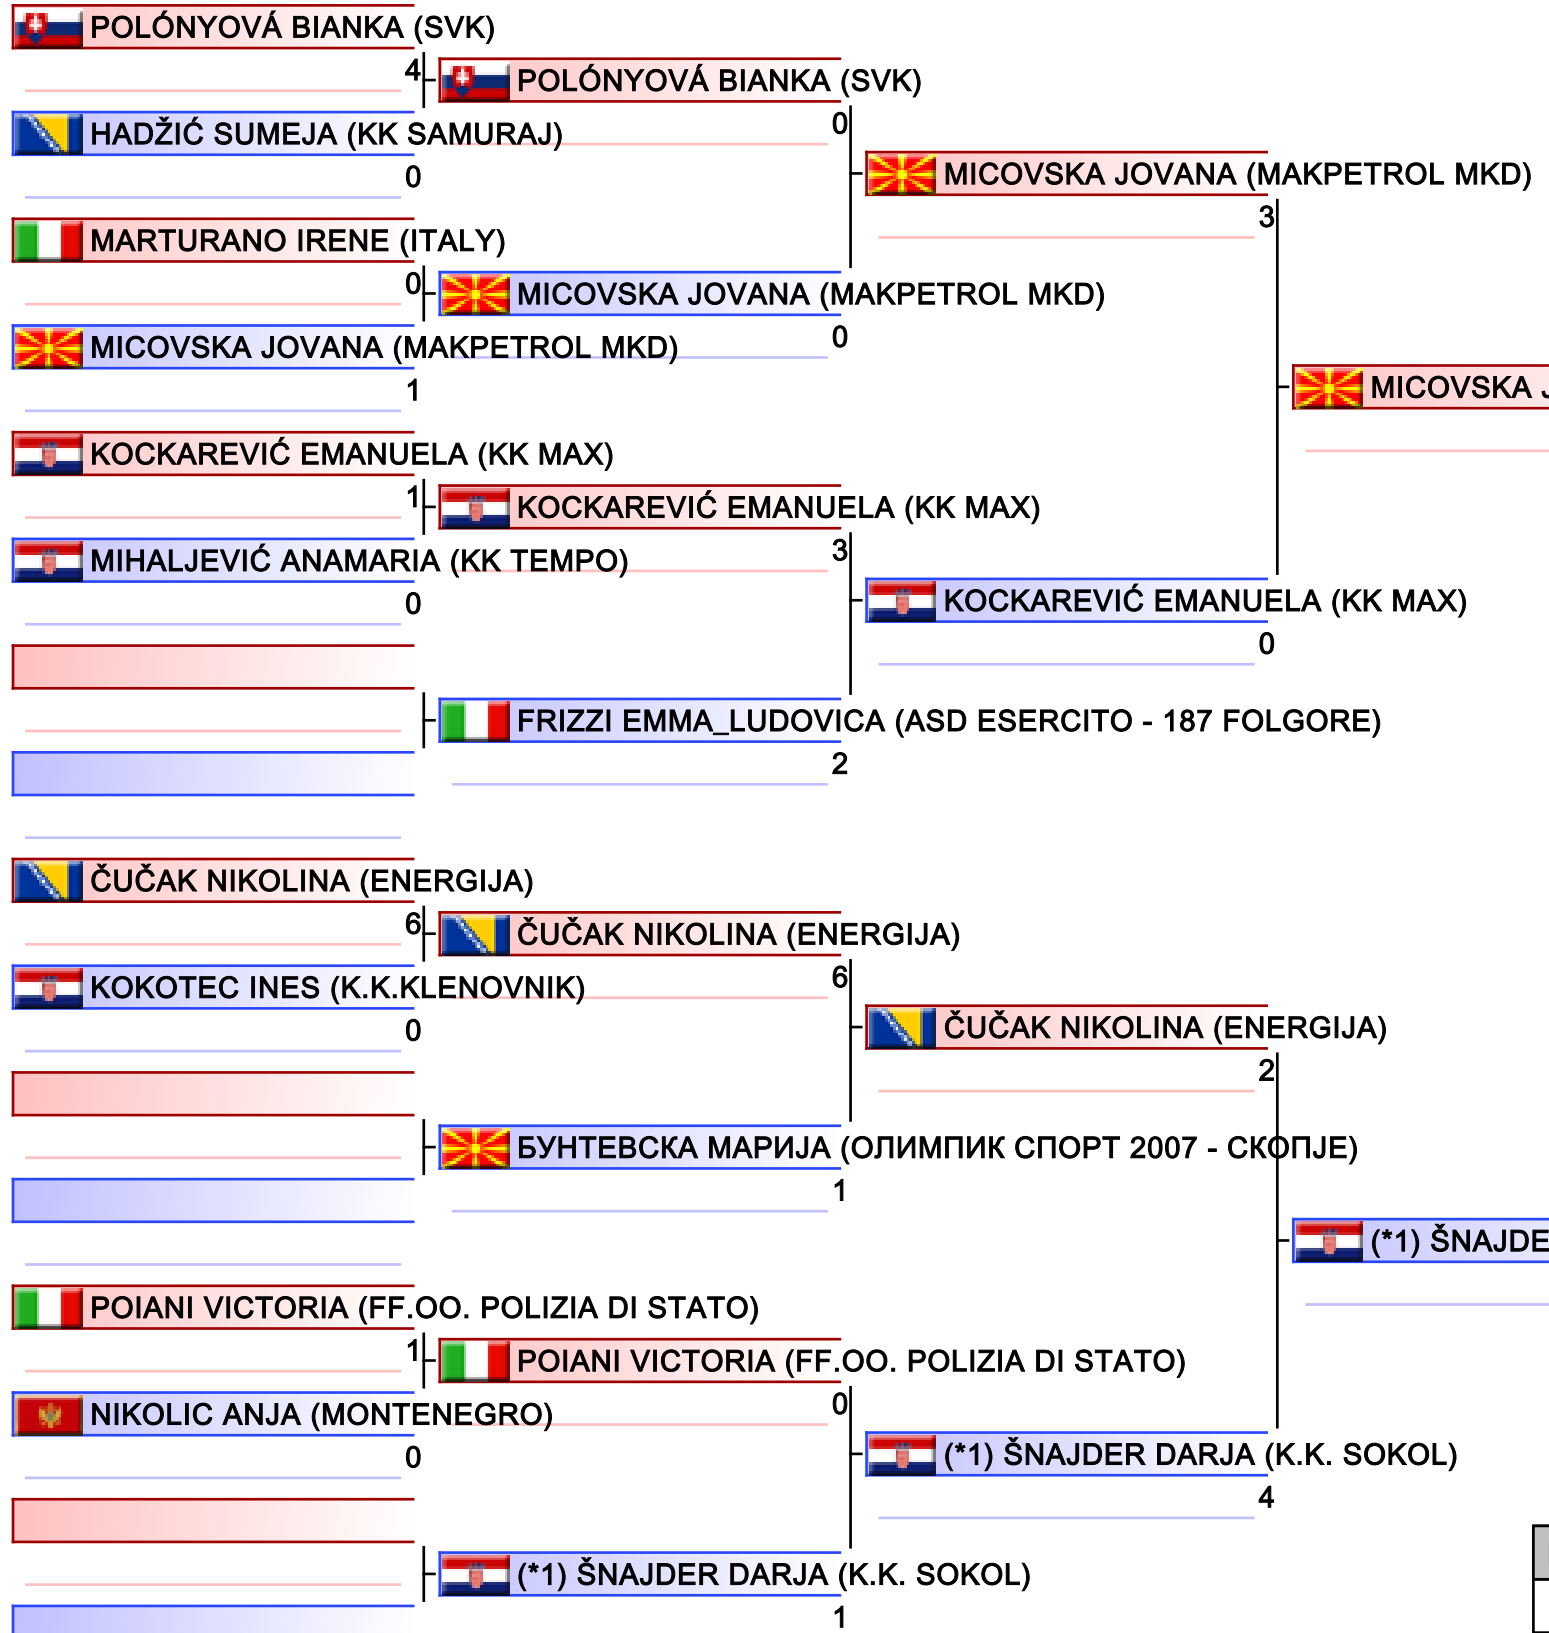 POLÓNYOVÁ BIANKA (SVK)
4
POLÓNYOVÁ BIANKA (SVK)
0
HADŽIĆ SUMEJA (KK SAMURAJ)
0
MICOVSKA JOVANA (MAKPETROL MKD)
3
MARTURANO IRENE (ITALY)
0
MICOVSKA JOVANA (MAKPETROL MKD)
0
MICOVSKA JOVANA (MAKPETROL MKD)
1
MICOVSKA J
KOCKAREVIĆ EMANUELA (KK MAX)
1
KOCKAREVIĆ EMANUELA (KK MAX)
3
MIHALJEVIĆ ANAMARIA (KK TEMPO)
0
KOCKAREVIĆ EMANUELA (KK MAX)
0
FRIZZI EMMA_LUDOVICA (ASD ESERCITO - 187 FOLGORE)
2
ČUČAK NIKOLINA (ENERGIJA)
6
ČUČAK NIKOLINA (ENERGIJA)
6
KOKOTEC INES (K.K.KLENOVNIK)
0
ČUČAK NIKOLINA (ENERGIJA)
2
БУНТЕВСКА МАРИЈА (ОЛИМПИК СПОРТ 2007 - СКОПЈЕ)
1
(*1) ŠNAJDE
POIANI VICTORIA (FF.OO. POLIZIA DI STATO)
1
POIANI VICTORIA (FF.OO. POLIZIA DI STATO)
0
NIKOLIC ANJA (MONTENEGRO)
0
(*1) ŠNAJDER DARJA (K.K. SOKOL)
4
(*1) ŠNAJDER DARJA (K.K. SOKOL)
1